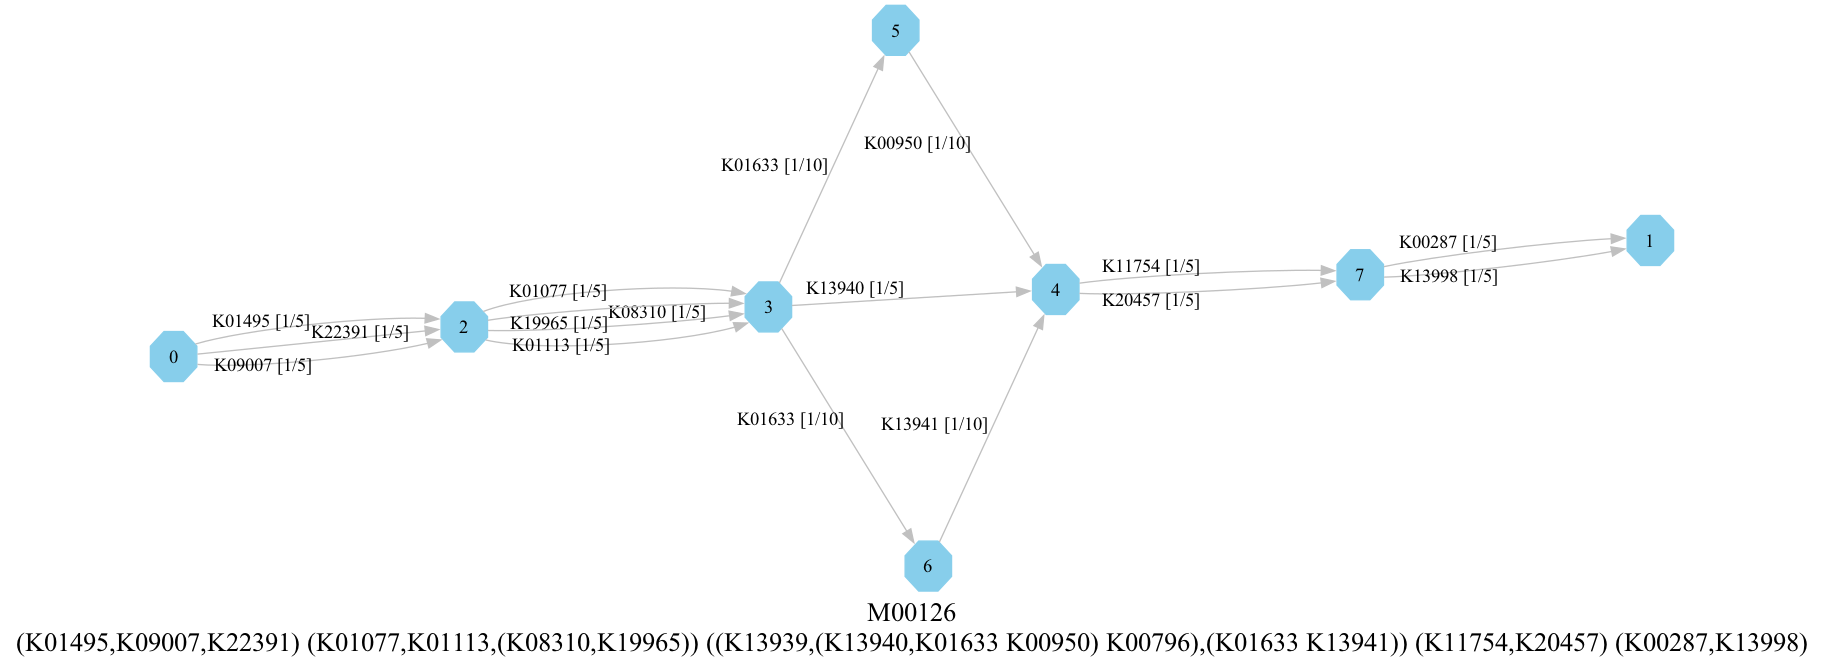 5
K00950 [1/10]
K01633 [1/10]
1
K00287 [1/5]
K11754 [1/5]
7
K13998 [1/5]
4
K13940 [1/5]
K01077 [1/5]
K20457 [1/5]
3
K08310 [1/5]
K01495 [1/5]
K19965 [1/5]
2
K22391 [1/5]
K01113 [1/5]
0
K09007 [1/5]
K01633 [1/10]
K13941 [1/10]
6
M00126
(K01495,K09007,K22391) (K01077,K01113,(K08310,K19965)) ((K13939,(K13940,K01633 K00950) K00796),(K01633 K13941)) (K11754,K20457) (K00287,K13998)